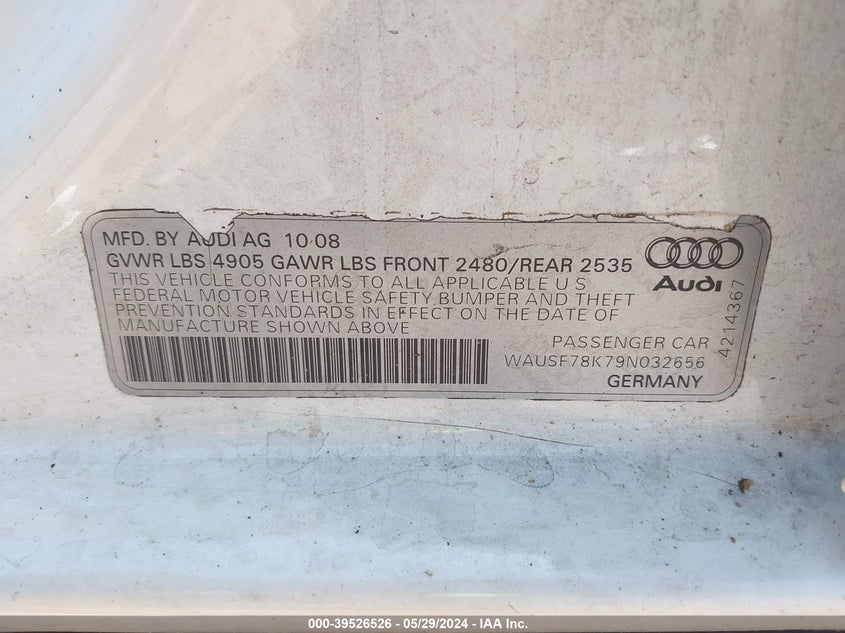 MFD. BY AUDI AG 10 08
GVWR LBS 4905 GAWR LBS FRONT 2480/REAR 2535
THIS VEHICLE CONFORMS TO ALL APPLICABLE U S
FEDERAL MOTOR VEHICLE SAFETY, BUMPER AND THEFT
PREVENTION STANDARDS IN EFFECT ON THE DATE OF
MANUFACTURE SHOWN ABOVE
Audi
4214367
PASSENGER CAR
WAUSF78K79N032656
GERMANY
000-39526526 - 05/29/2024 - IAA Inc.